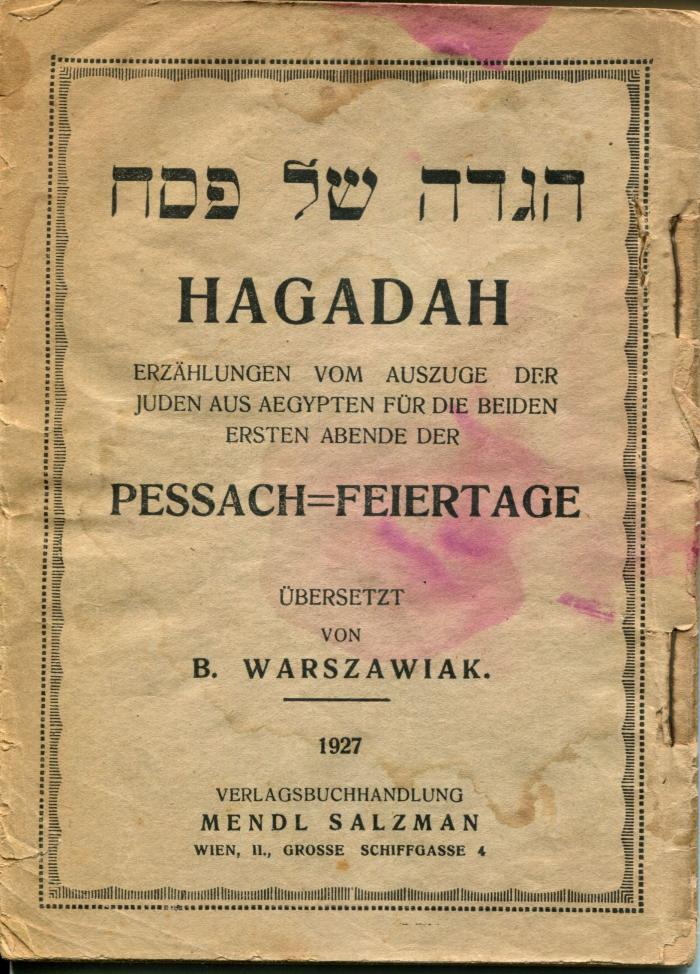 הגדה של פסח
HAGADAH
ERZÄHLUNGEN VOM AUSZUGE DER
JUDEN AUS AEGYPTEN FÜR DIE BEIDEN
ERSTEN ABENDE DER
PESSACH=FEIERTAGE
ÜBERSETZT
VON
B. WARSZAWIAK.
1927
VERLAGSBUCHHANDLUNG
MENDL SALZMAN
WIEN, II., GROSSE SCHIFFGASSE 4